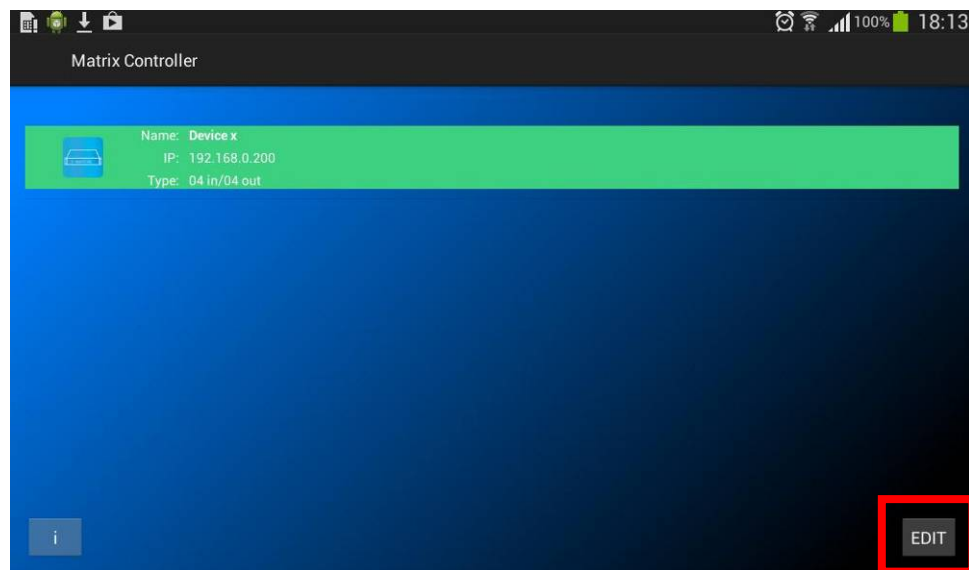 100% 18:13
Matrix Controller
Name: Device x
IP: 192.168.0.200
Type: 04 in/04 out
i
EDIT